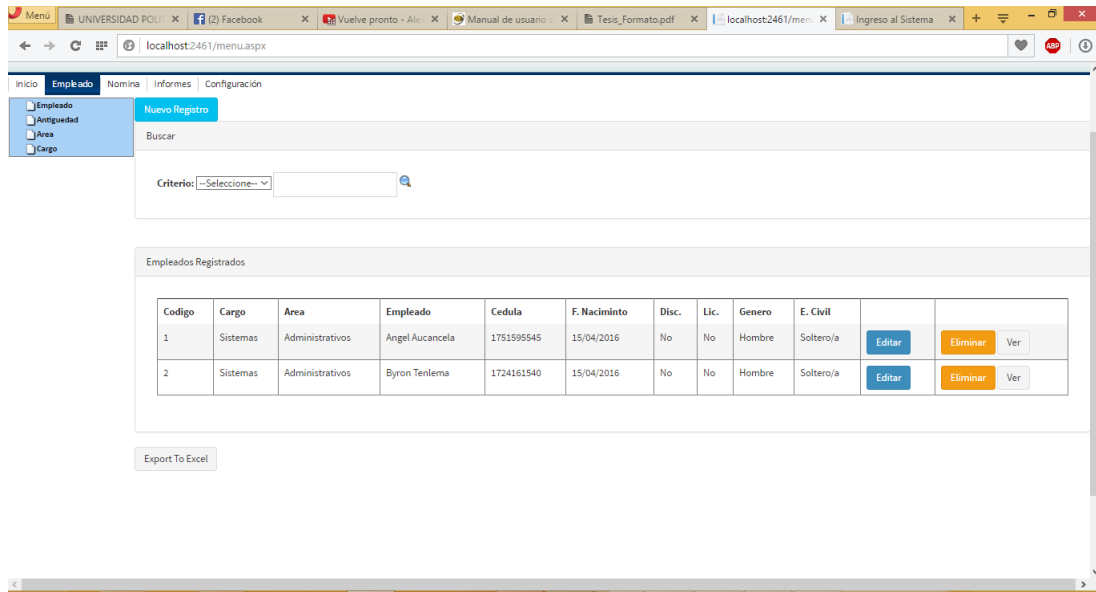 Menú UNIVERSIDAD POLI (2) Facebook Vuelve pronto - Ale Manual de usuario s Tesis_Formato.pdf localhost:2461/men Ingreso al Sistema
localhost:2461/menu.aspx ABP
Inicio Empleado Nomina Informes Configuración
Empleado
Antiguedad
Area
Cargo
Nuevo Registro
Buscar
Criterio: --Seleccione--
Empleados Registrados
Codigo Cargo Area Empleado Cedula F. Naciminto Disc. Lic. Genero E. Civil
1 Sistemas Administrativos Angel Aucancela 1751595545 15/04/2016 No No Hombre Soltero/a Editar Eliminar Ver
2 Sistemas Administrativos Byron Tenlema 1724161540 15/04/2016 No No Hombre Soltero/a Editar Eliminar Ver
Export To Excel